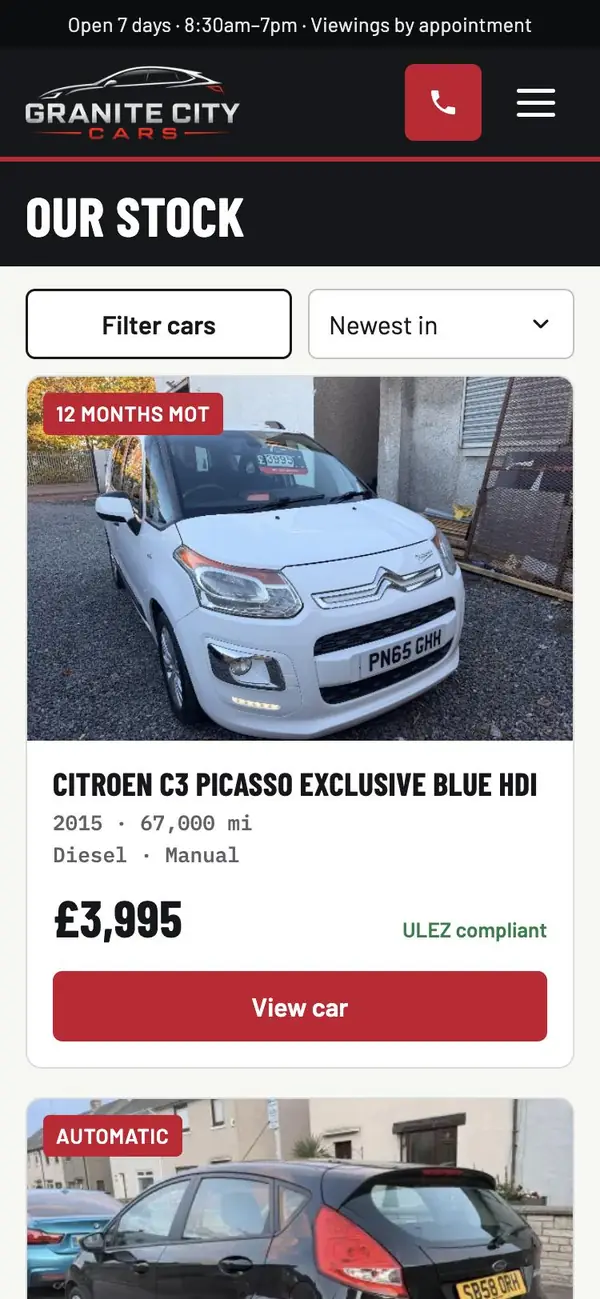 Open 7 days · 8:30am–7pm · Viewings by appointment
GRANITE CITY
CARS
OUR STOCK
Filter cars
Newest in
12 MONTHS MOT
£3995
PN65 GHH
CITROEN C3 PICASSO EXCLUSIVE BLUE HDI
2015 · 67,000 mi
Diesel · Manual
£3,995
ULEZ compliant
View car
AUTOMATIC
SB58 ORH